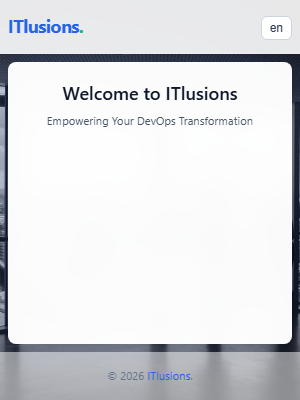 ITlusions.
en
Welcome to ITlusions
Empowering Your DevOps Transformation
© 2026 ITlusions.